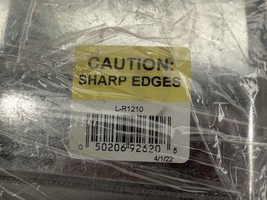 CAUTION:
SHARP EDGES
L-R1210
0 50206 92620 8
4/1/22